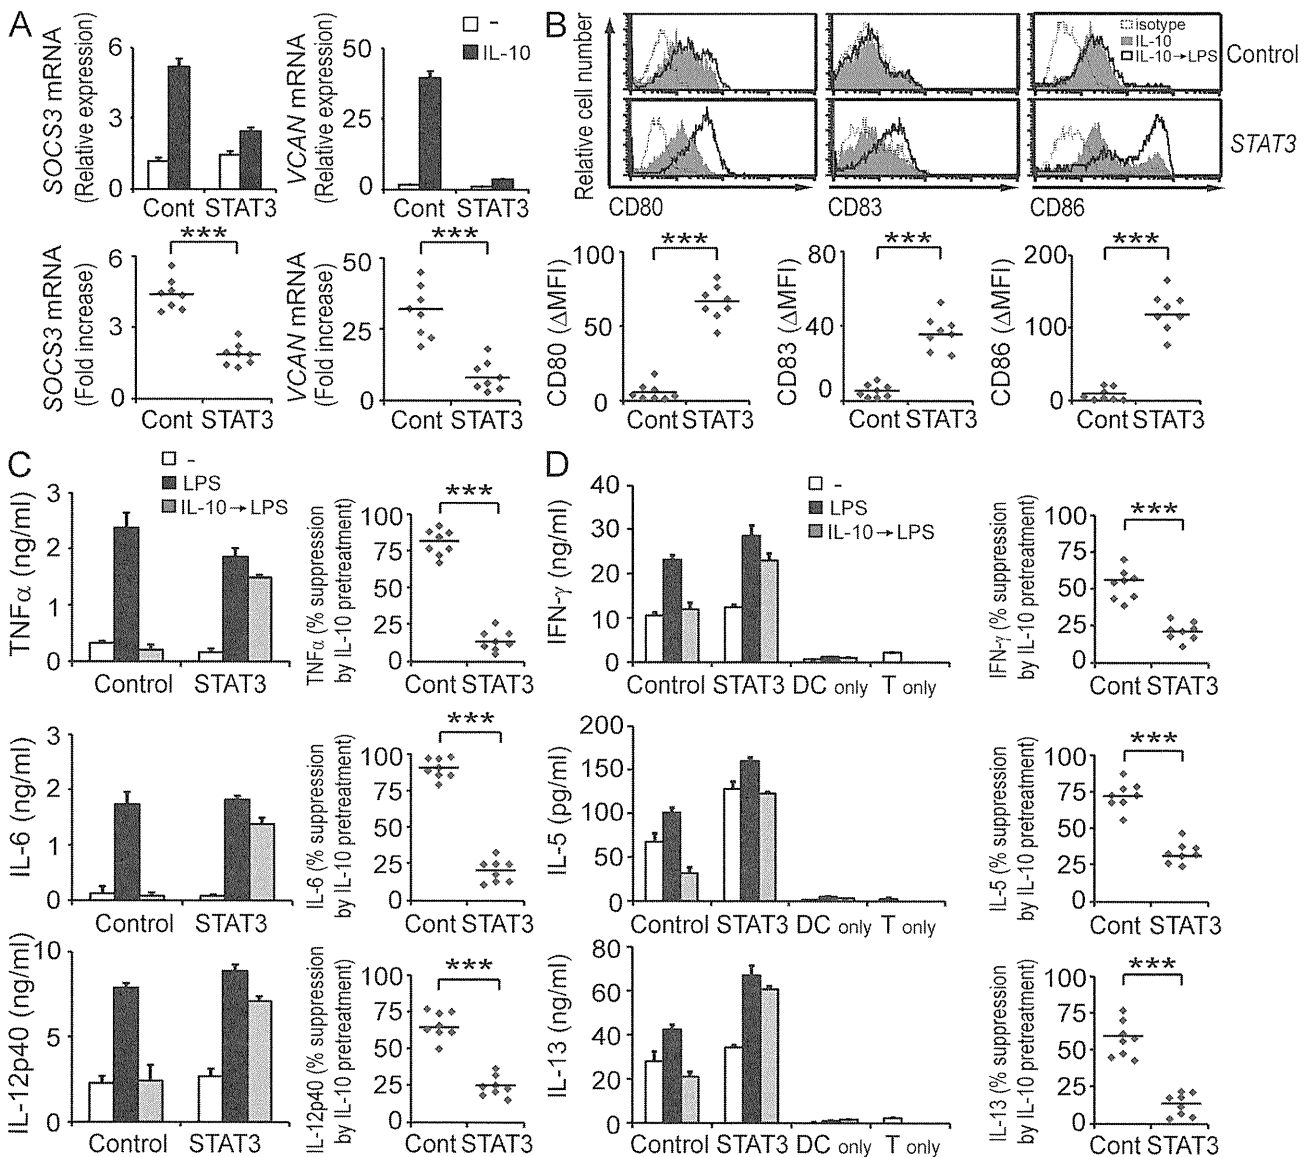 A
SOCS3 mRNA
(Relative expression)
6
3
0
Cont STAT3
VCAN mRNA
(Relative expression)
50
25
0
Cont STAT3
-
IL-10
***
SOCS3 mRNA
(Fold increase)
6
3
0
Cont STAT3
***
VCAN mRNA
(Fold increase)
50
25
0
Cont STAT3
B
Relative cell number
isotype
IL-10
IL-10→LPS
Control
STAT3
CD80
CD83
CD86
***
CD80 (ΔMFI)
100
50
0
Cont STAT3
***
CD83 (ΔMFI)
80
40
0
Cont STAT3
***
CD86 (ΔMFI)
200
100
0
Cont STAT3
C
-
LPS
IL-10→LPS
TNFα (ng/ml)
3
2
1
0
Control STAT3
***
TNFα (% suppression
by IL-10 pretreatment)
100
75
50
25
0
Cont STAT3
IL-6 (ng/ml)
3
2
1
0
Control STAT3
***
IL-6 (% suppression
by IL-10 pretreatment)
100
75
50
25
0
Cont STAT3
IL-12p40 (ng/ml)
10
5
0
Control STAT3
***
IL-12p40 (% suppression
by IL-10 pretreatment)
100
75
50
25
0
Cont STAT3
D
-
LPS
IL-10→LPS
IFN-γ (ng/ml)
40
30
20
10
0
Control STAT3 DC only T only
***
IFN-γ (% suppression
by IL-10 pretreatment)
100
75
50
25
0
Cont STAT3
IL-5 (pg/ml)
200
150
100
50
0
Control STAT3 DC only T only
***
IL-5 (% suppression
by IL-10 pretreatment)
100
75
50
25
0
Cont STAT3
IL-13 (ng/ml)
80
60
40
20
0
Control STAT3 DC only T only
***
IL-13 (% suppression
by IL-10 pretreatment)
100
75
50
25
0
Cont STAT3